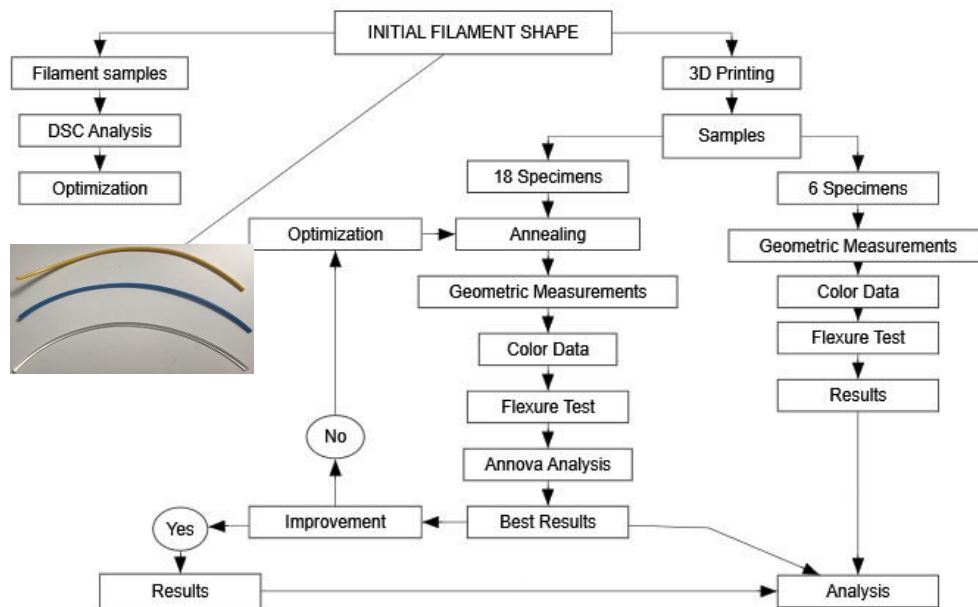 INITIAL FILAMENT SHAPE
Filament samples
3D Printing
DSC Analysis
Samples
Optimization
18 Specimens
6 Specimens
Optimization
Annealing
Geometric Measurements
Geometric Measurements
Color Data
Color Data
Flexure Test
Flexure Test
Results
No
Annova Analysis
Yes
Improvement
Best Results
Results
Analysis